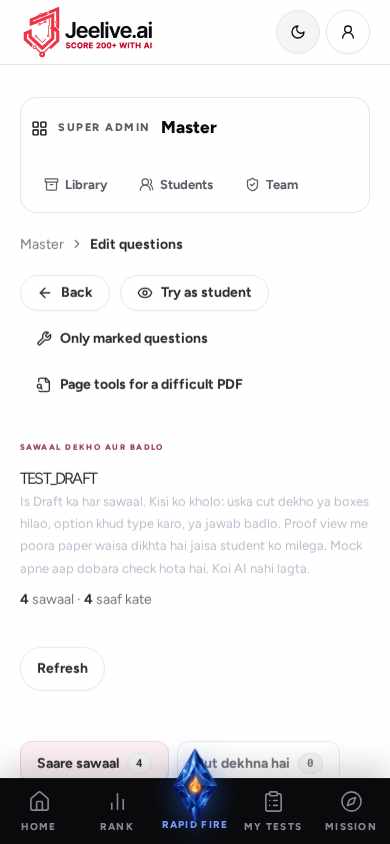 Jeelive.ai
SCORE 200+ WITH AI
SUPER ADMIN Master
Library Students Team
Master > Edit questions
Back Try as student
Only marked questions
Page tools for a difficult PDF
SAWAAL DEKHO AUR BADLO
TEST_DRAFT
Is Draft ka har sawaal. Kisi ko kholo: uska cut dekho ya boxes
hilao, option khud type karo, ya jawab badlo. Proof view me
poora paper waisa dikhta hai jaisa student ko milega. Mock
apne aap dobara check hota hai. Koi AI nahi lagta.
4 sawaal · 4 saaf kate
Refresh
Saare sawaal 4 dekhna hai 0
HOME RANK RAPID FIRE MY TESTS MISSION